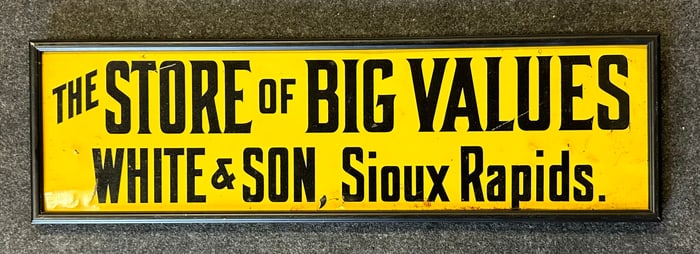 THE STORE OF BIG VALUES
WHITE & SON, Sioux Rapids.